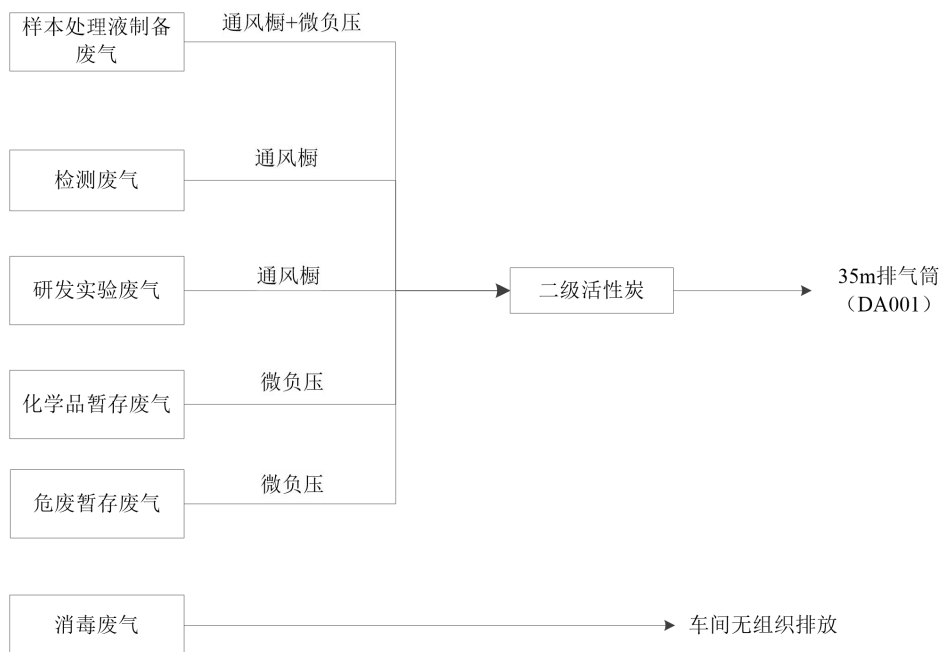 样本处理液制备
废气
通风橱+微负压
检测废气
通风橱
研发实验废气
通风橱
二级活性炭
35m排气筒
（DA001）
化学品暂存废气
微负压
危废暂存废气
微负压
消毒废气
车间无组织排放